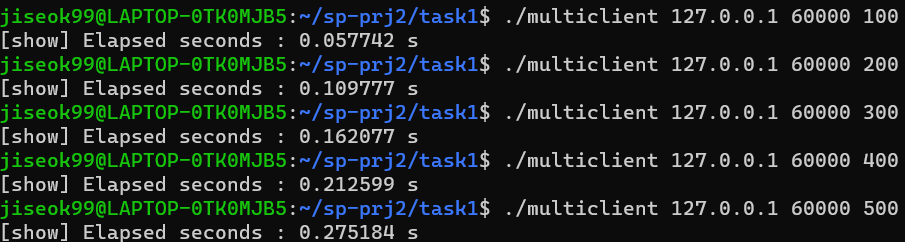 jiseok99@LAPTOP-0TK0MJB5:~/sp-prj2/task1$ ./multiclient 127.0.0.1 60000 100
[show] Elapsed seconds : 0.057742 s
jiseok99@LAPTOP-0TK0MJB5:~/sp-prj2/task1$ ./multiclient 127.0.0.1 60000 200
[show] Elapsed seconds : 0.109777 s
jiseok99@LAPTOP-0TK0MJB5:~/sp-prj2/task1$ ./multiclient 127.0.0.1 60000 300
[show] Elapsed seconds : 0.162077 s
jiseok99@LAPTOP-0TK0MJB5:~/sp-prj2/task1$ ./multiclient 127.0.0.1 60000 400
[show] Elapsed seconds : 0.212599 s
jiseok99@LAPTOP-0TK0MJB5:~/sp-prj2/task1$ ./multiclient 127.0.0.1 60000 500
[show] Elapsed seconds : 0.275184 s